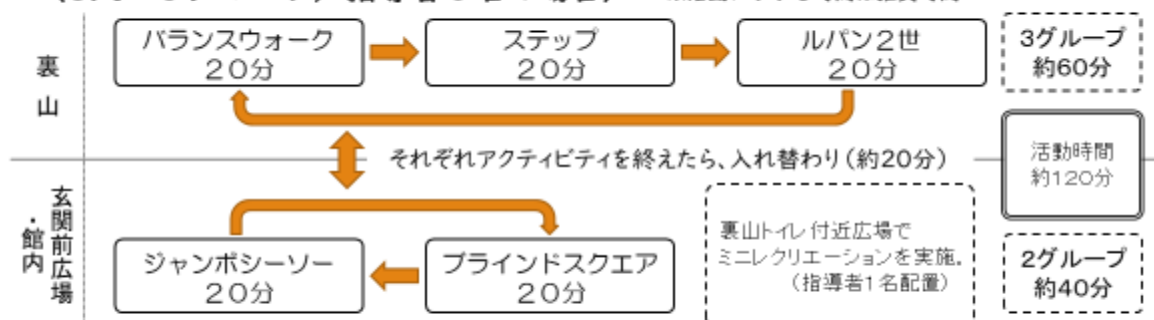 裏山
バランスウォーク
20分
ステップ
20分
ルパン2世
20分
3グループ
約60分
それぞれアクティビティを終えたら、入れ替わり(約20分)
活動時間
約120分
玄関前広場
・館内
ジャンボシーソー
20分
ブラインドスクエア
20分
裏山トイレ付近広場で
ミニレクリエーションを実施。
(指導者1名配置)
2グループ
約40分